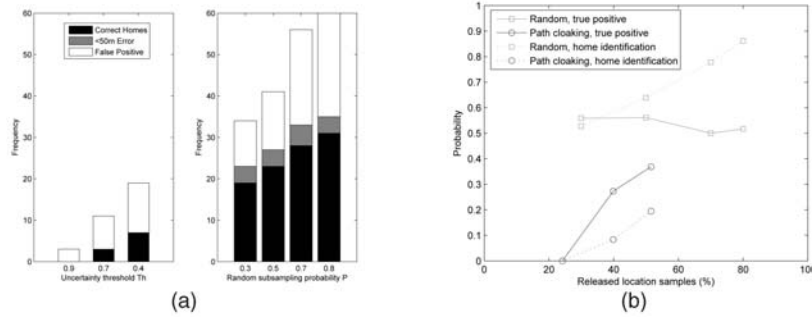 60
50
40
30
20
10
0
Frequency
Correct Homes
<50m Error
False Positive
0.9 0.7 0.4
Uncertainty threshold Th
60
50
40
30
20
10
0
Frequency
0.3 0.5 0.7 0.8
Random subsampling probability P
(a)
1
0.9
0.8
0.7
0.6
0.5
0.4
0.3
0.2
0.1
0
Probability
Random, true positive
Path cloaking, true positive
Random, home identification
Path cloaking, home identification
0 20 40 60 80 100
Released location samples (%)
(b)